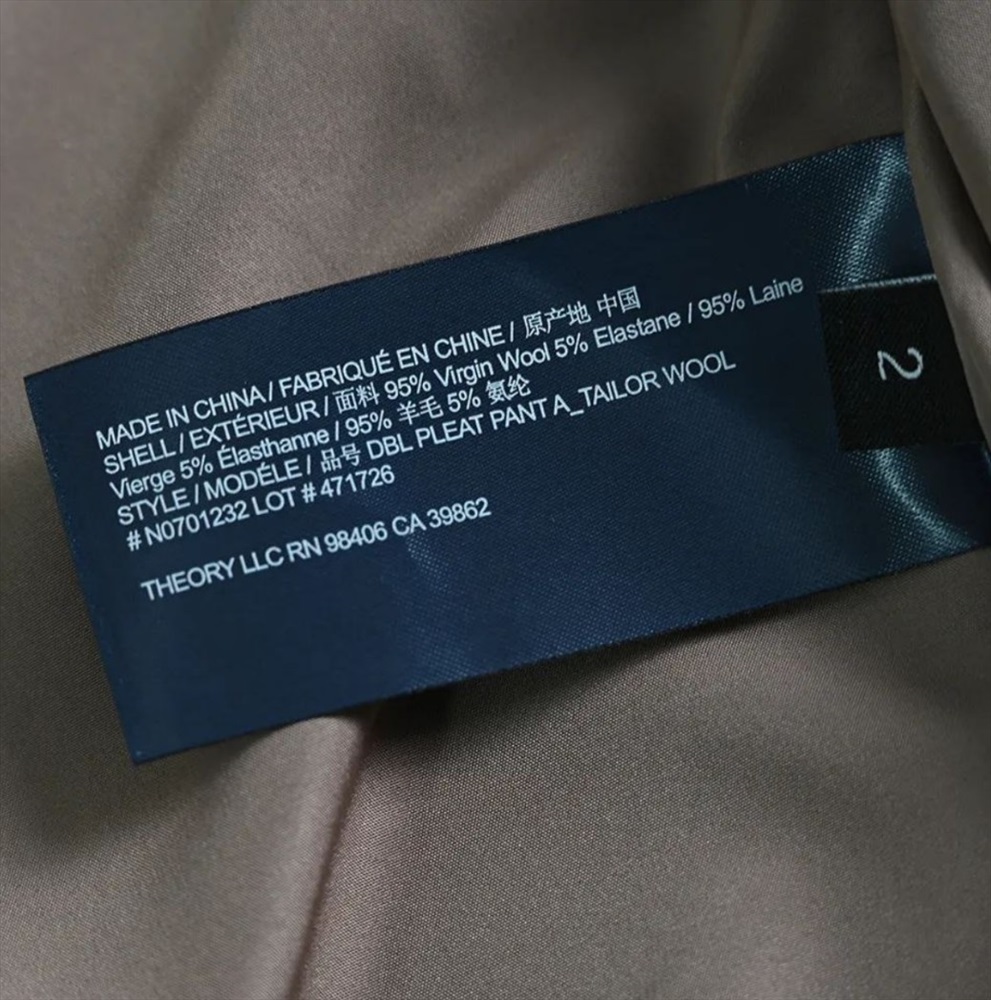 MADE IN CHINA / FABRIQUÉ EN CHINE / 原产地 中国
SHELL / EXTÉRIEUR / 面料 95% Virgin Wool 5% Elastane / 95% Laine
Vierge 5% Élasthanne / 95% 羊毛 5% 氨纶
STYLE / MODÉLE / 品号 DBL PLEAT PANT A_TAILOR WOOL
# N0701232 LOT # 471726
THEORY LLC RN 98406 CA 39862
2